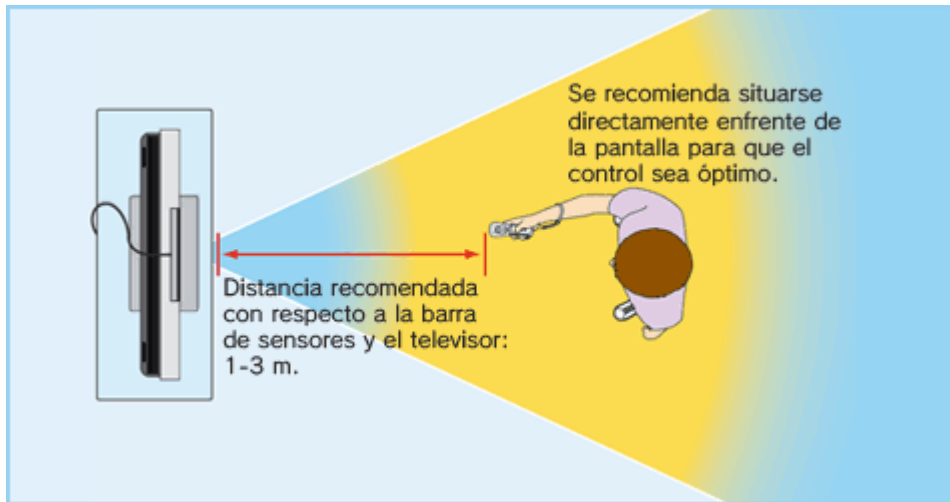 Se recomienda situarse
directamente enfrente de
la pantalla para que el
control sea óptimo.
Distancia recomendada
con respecto a la barra
de sensores y el televisor:
1-3 m.